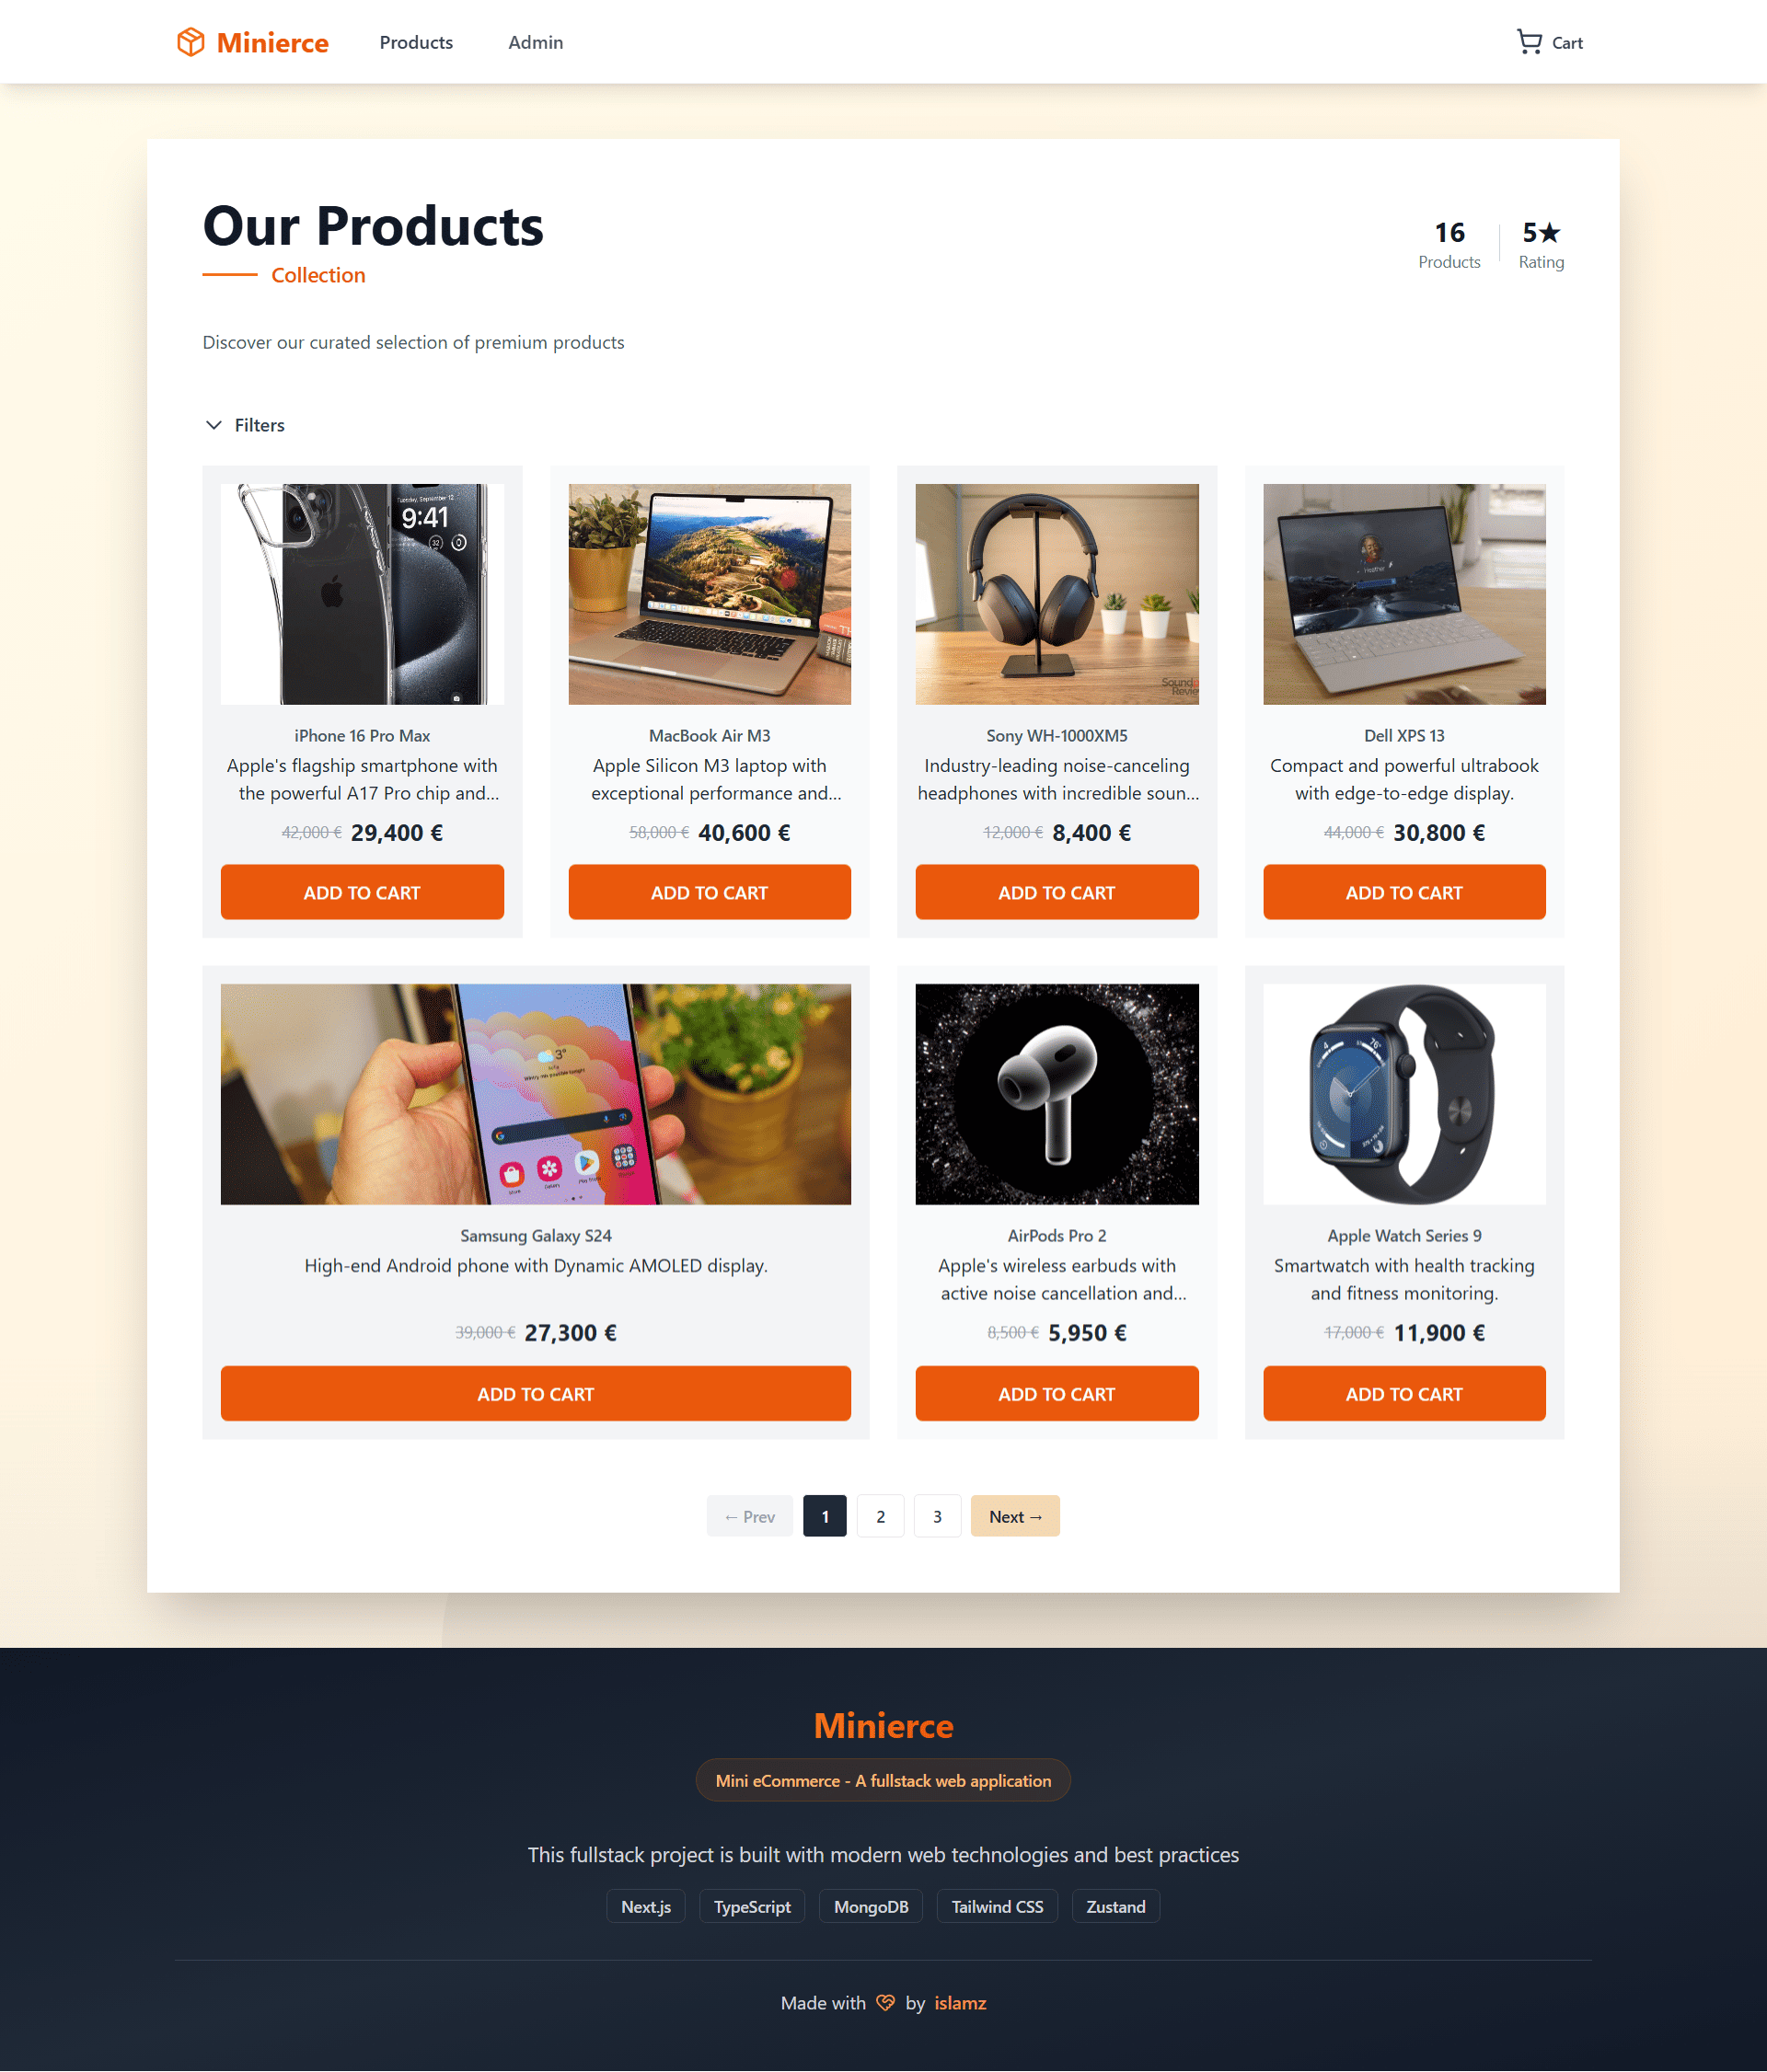 Minierce
Products
Admin
Cart
Our Products
Collection
16
Products
5★
Rating
Discover our curated selection of premium products
Filters
Tuesday, September 12
9:41
iPhone 16 Pro Max
Apple's flagship smartphone with
the powerful A17 Pro chip and...
42,000 € 29,400 €
ADD TO CART
MacBook Air M3
Apple Silicon M3 laptop with
exceptional performance and...
58,000 € 40,600 €
ADD TO CART
Sony WH-1000XM5
Industry-leading noise-canceling
headphones with incredible soun...
12,000 € 8,400 €
ADD TO CART
Dell XPS 13
Compact and powerful ultrabook
with edge-to-edge display.
44,000 € 30,800 €
ADD TO CART
Samsung Galaxy S24
High-end Android phone with Dynamic AMOLED display.
39,000 € 27,300 €
ADD TO CART
AirPods Pro 2
Apple's wireless earbuds with
active noise cancellation and...
8,500 € 5,950 €
ADD TO CART
Apple Watch Series 9
Smartwatch with health tracking
and fitness monitoring.
17,000 € 11,900 €
ADD TO CART
← Prev
1
2
3
Next →
Minierce
Mini eCommerce - A fullstack web application
This fullstack project is built with modern web technologies and best practices
Next.js
TypeScript
MongoDB
Tailwind CSS
Zustand
Made with by islamz